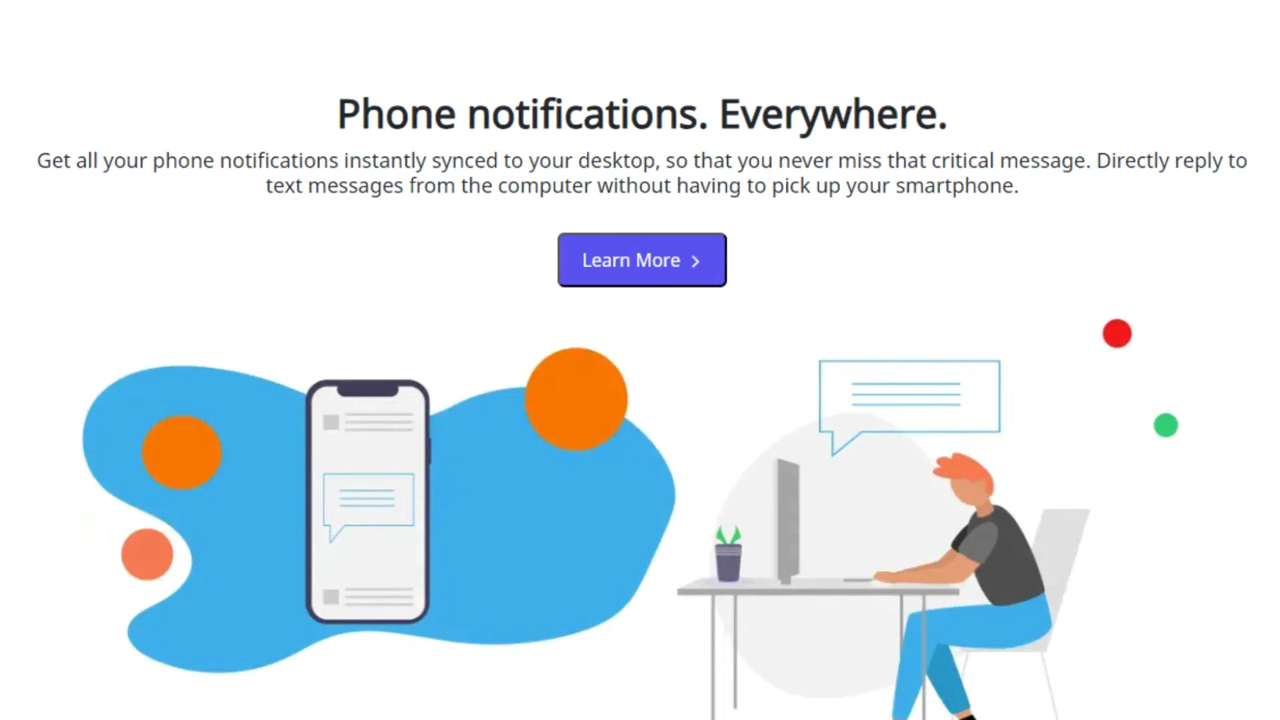 Phone notifications. Everywhere.
Get all your phone notifications instantly synced to your desktop, so that you never miss that critical message. Directly reply to
text messages from the computer without having to pick up your smartphone.
Learn More